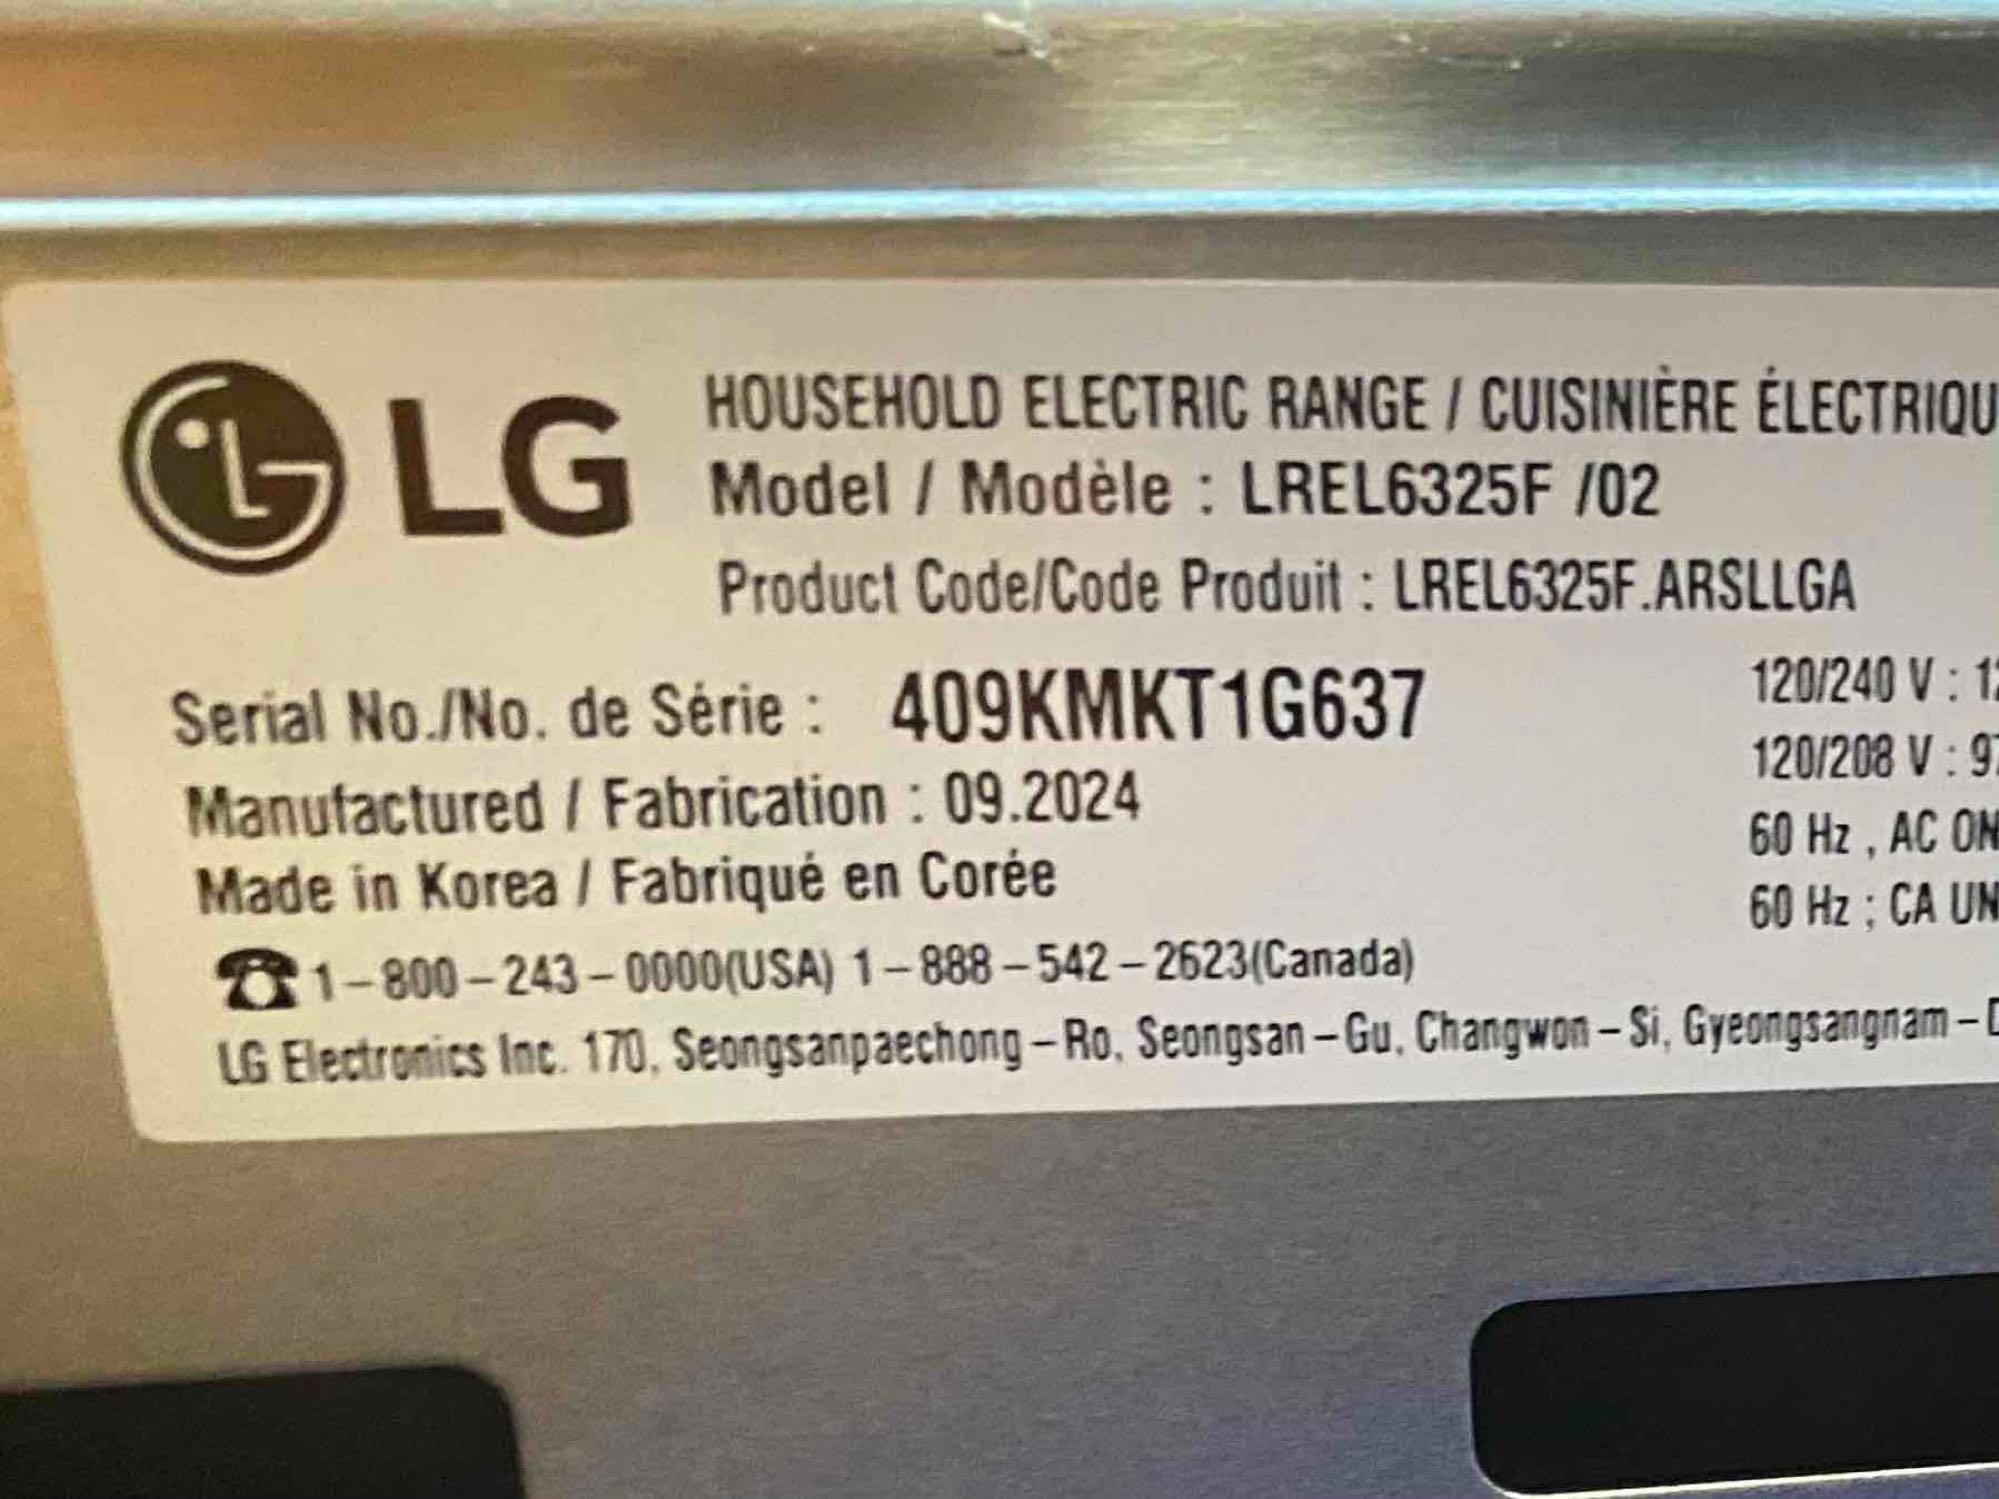 LG
HOUSEHOLD ELECTRIC RANGE / CUISINIÈRE ÉLECTRIQU
Model / Modèle : LREL6325F /02
Product Code/Code Produit : LREL6325F.ARSLLGA
Serial No./No. de Série : 409KMKT1G637
Manufactured / Fabrication : 09.2024
Made in Korea / Fabriqué en Corée
1-800-243-0000(USA) 1-888-542-2623(Canada)
LG Electronics Inc. 170, Seongsanpaechong-Ro, Seongsan-Gu, Changwon-Si, Gyeongsangnam-
120/240 V : 12
120/208 V : 97
60 Hz , AC ON
60 Hz ; CA UN